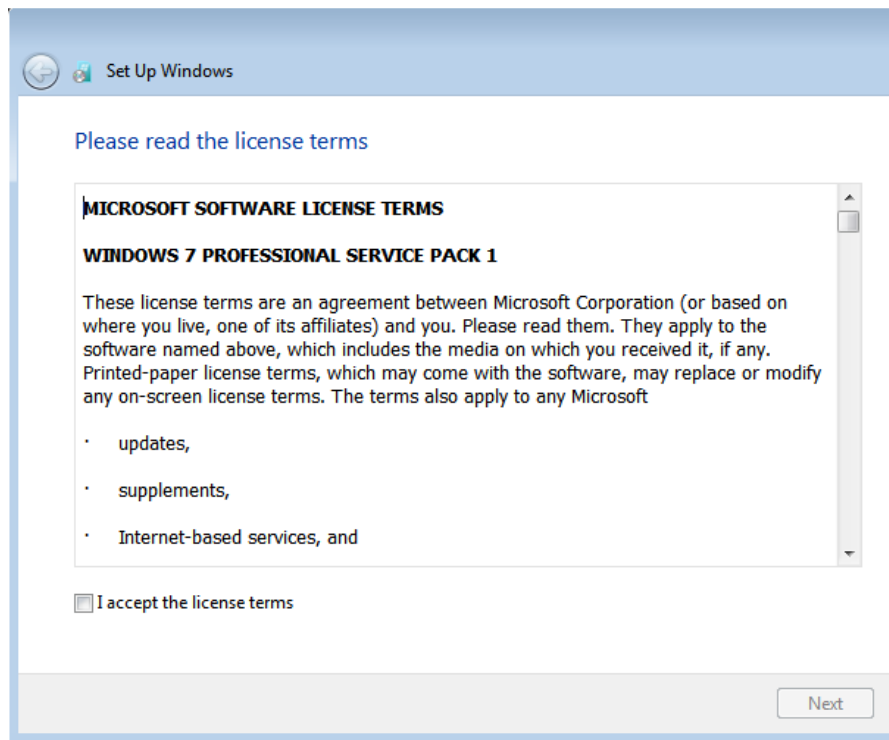 Set Up Windows
Please read the license terms
MICROSOFT SOFTWARE LICENSE TERMS
WINDOWS 7 PROFESSIONAL SERVICE PACK 1
These license terms are an agreement between Microsoft Corporation (or based on
where you live, one of its affiliates) and you. Please read them. They apply to the
software named above, which includes the media on which you received it, if any.
Printed-paper license terms, which may come with the software, may replace or modify
any on-screen license terms. The terms also apply to any Microsoft
· updates,
· supplements,
· Internet-based services, and
I accept the license terms
Next